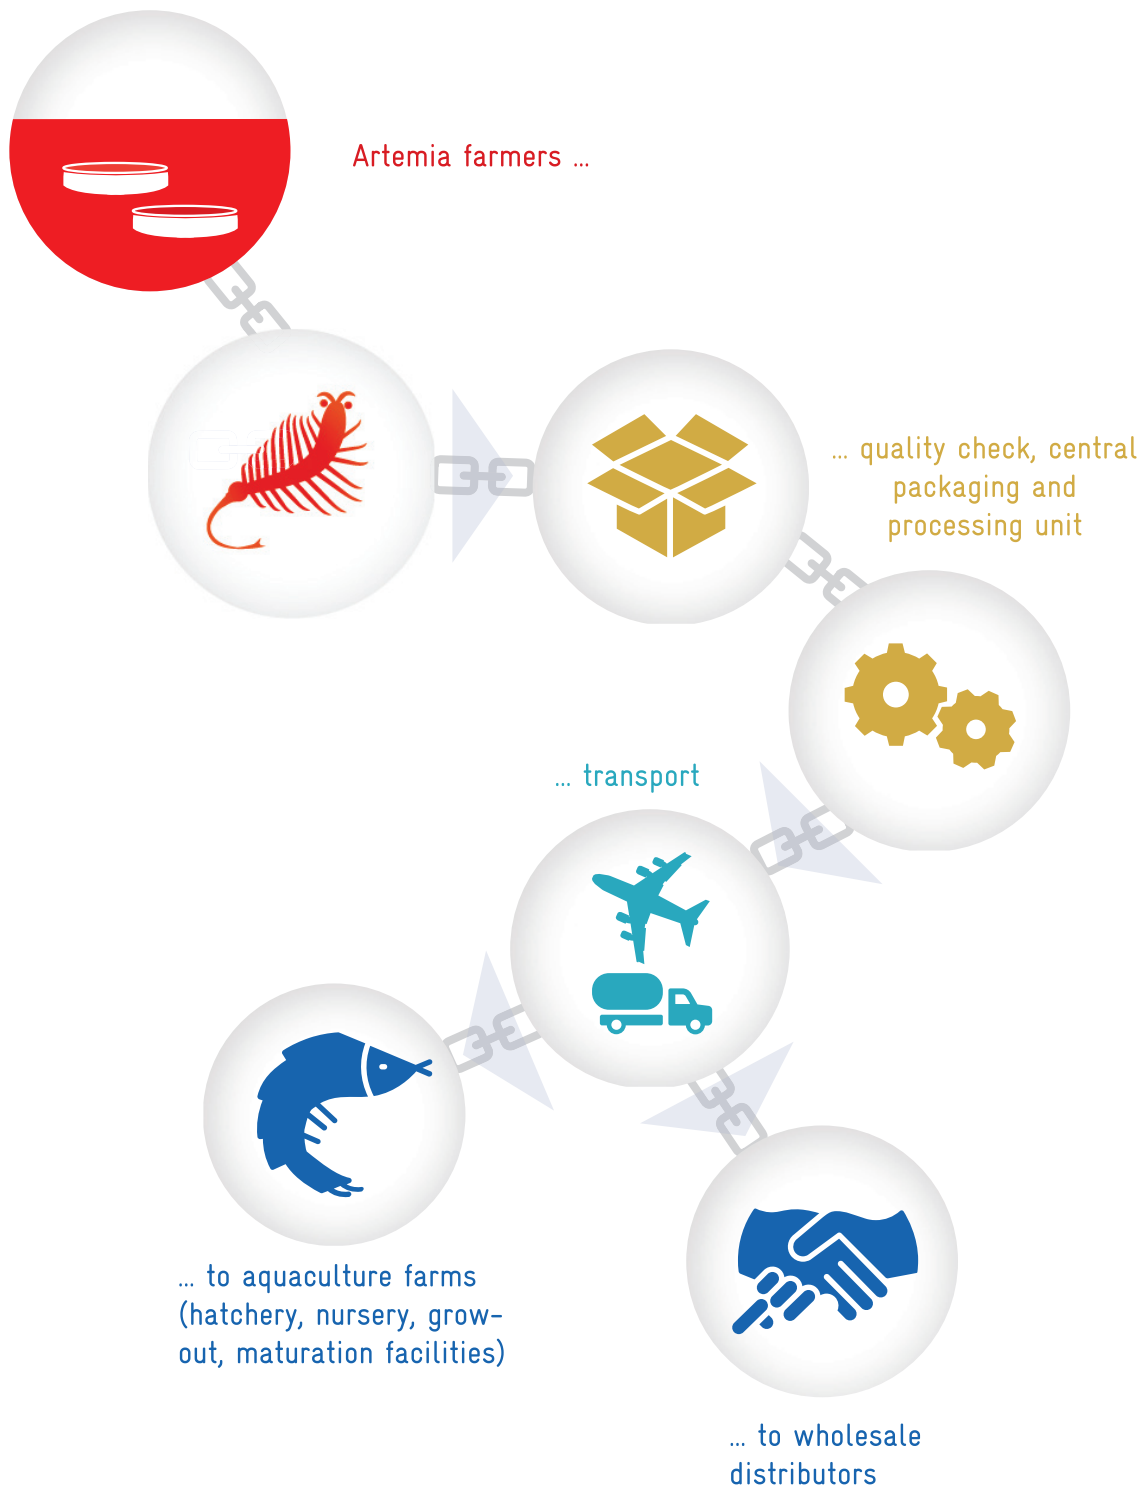 Artemia farmers ...
... quality check, central
packaging and
processing unit
... transport
... to aquaculture farms
(hatchery, nursery, grow-
out, maturation facilities)
... to wholesale
distributors